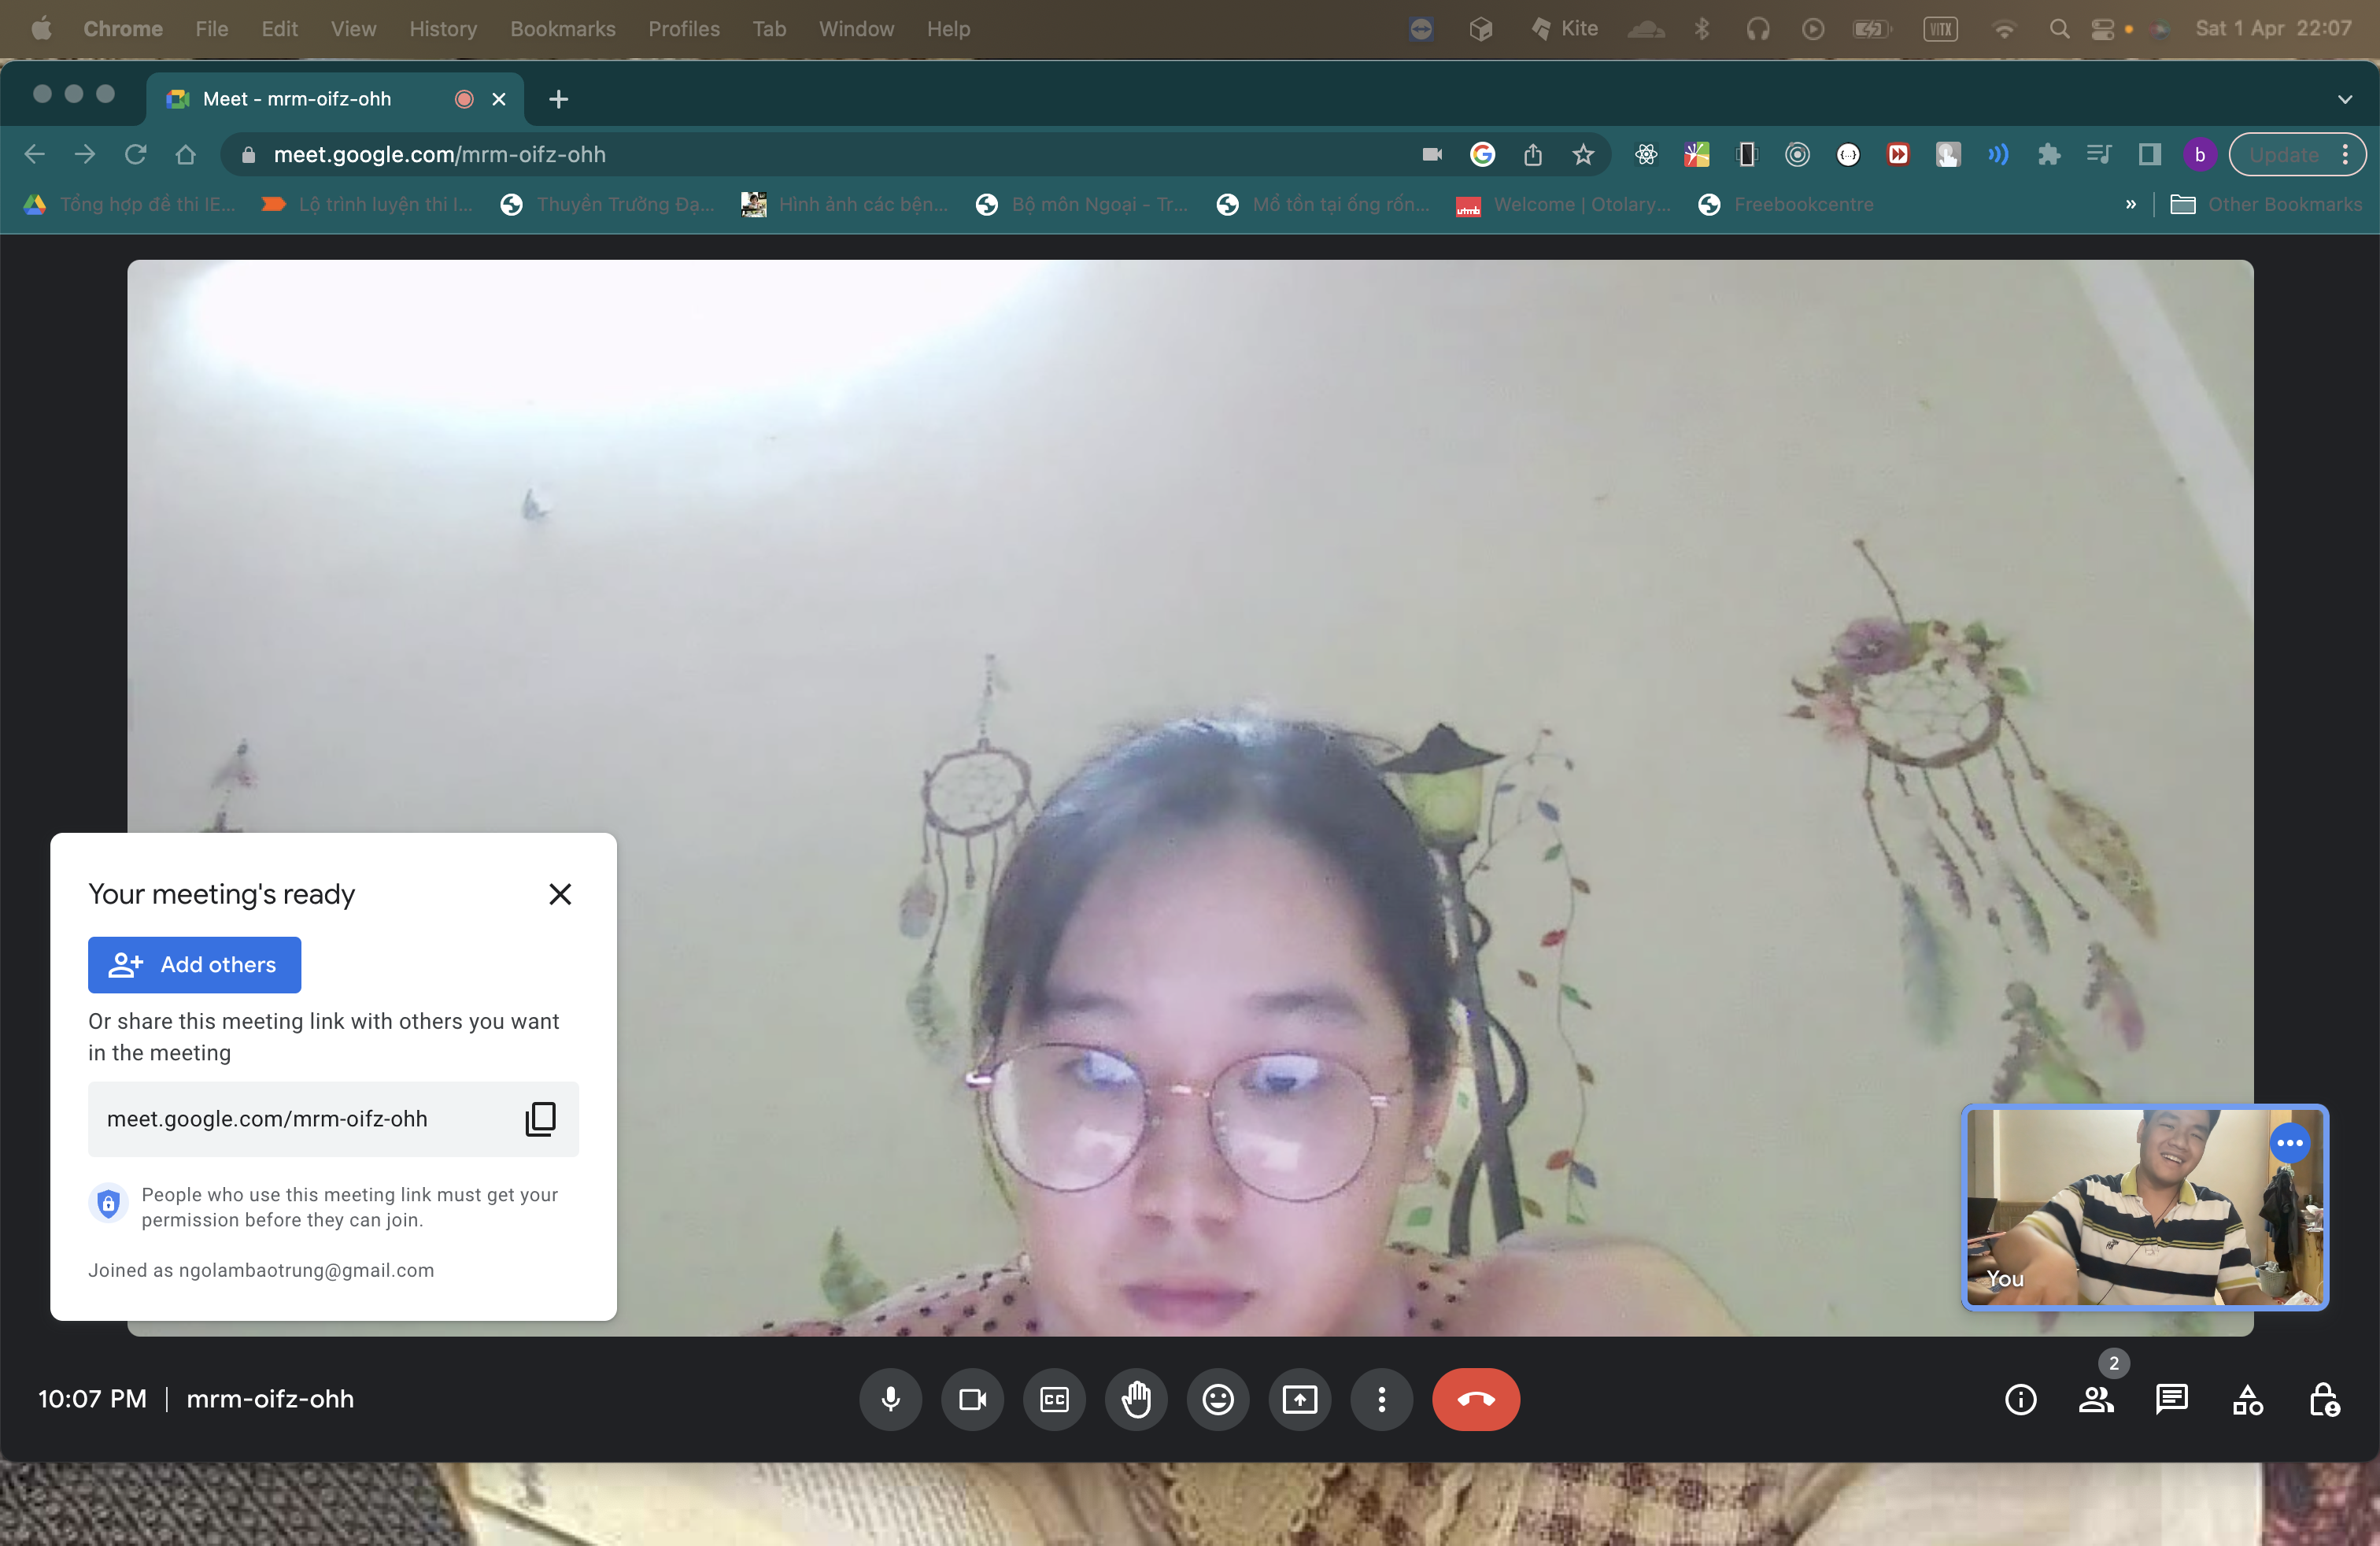 Chrome File Edit View History Bookmarks Profiles Tab Window Help Kite VITX Sat 1 Apr 22:07
Meet - mrm-oifz-ohh
meet.google.com/mrm-oifz-ohh b Update
Tổng hợp đề thi IE... Lộ trình luyện thi I... Thuyền Trưởng Đạ... Hình ảnh các bện... Bộ môn Ngoại - Tr... utmb Mổ tồn tại ống rốn... Welcome | Otolary... Freebookcentre » Other Bookmarks
Your meeting's ready
Add others
Or share this meeting link with others you want
in the meeting
meet.google.com/mrm-oifz-ohh
People who use this meeting link must get your
permission before they can join.
Joined as ngolambaotrung@gmail.com
You
2
10:07 PM | mrm-oifz-ohh CC